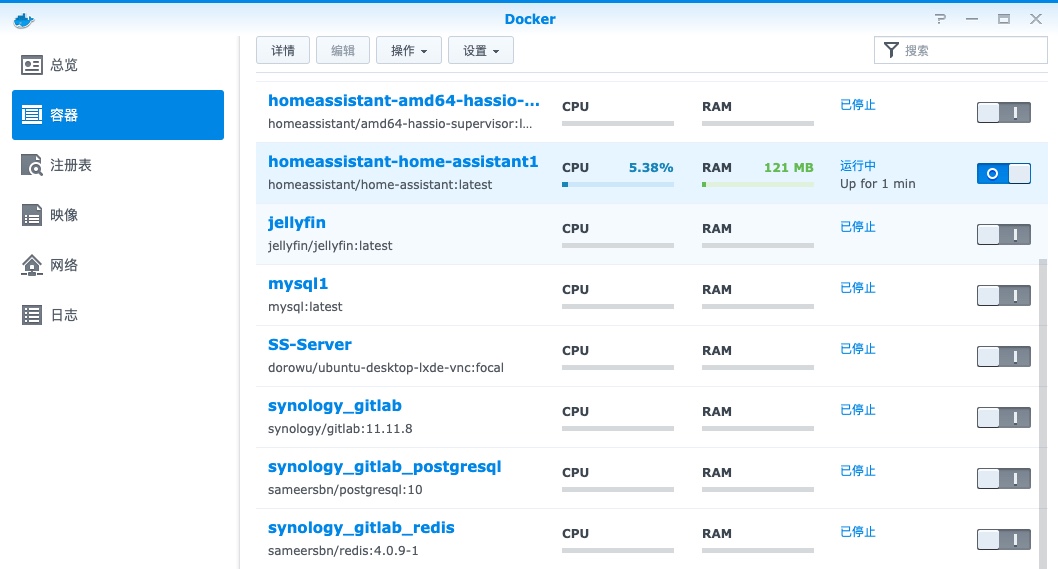 Docker
总览
容器
注册表
映像
网络
日志
详情 编辑 操作 设置 搜索
homeassistant-amd64-hassio-... CPU RAM 已停止
homeassistant/amd64-hassio-supervisor:l...
homeassistant-home-assistant1 CPU 5.38% RAM 121 MB 运行中
homeassistant/home-assistant:latest Up for 1 min
jellyfin CPU RAM 已停止
jellyfin/jellyfin:latest
mysql1 CPU RAM 已停止
mysql:latest
SS-Server CPU RAM 已停止
dorowu/ubuntu-desktop-lxde-vnc:focal
synology_gitlab CPU RAM 已停止
synology/gitlab:11.11.8
synology_gitlab_postgresql CPU RAM 已停止
sameersbn/postgresql:10
synology_gitlab_redis CPU RAM 已停止
sameersbn/redis:4.0.9-1